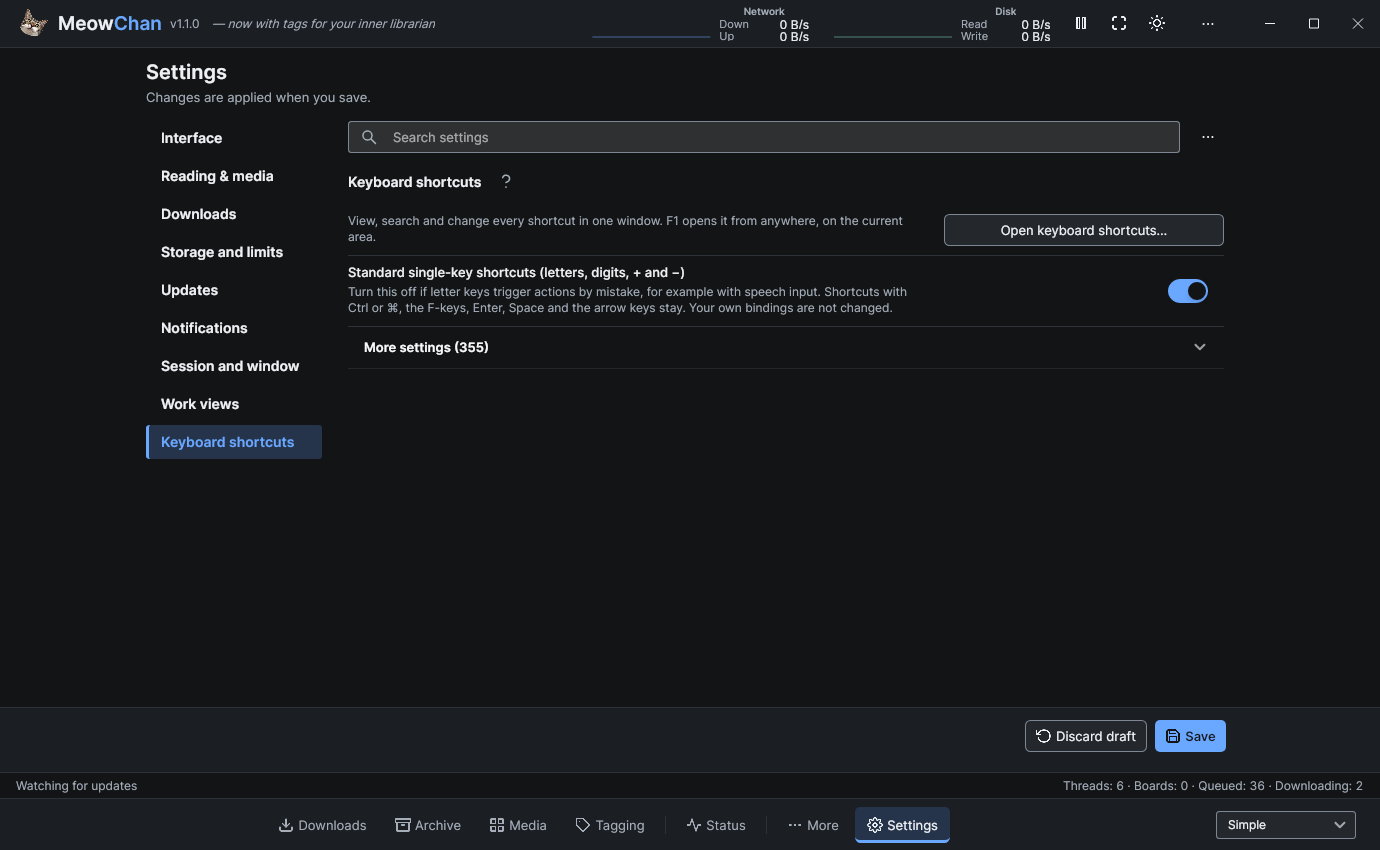 MeowChan v1.1.0 — now with tags for your inner librarian
Network
Down 0 B/s
Up 0 B/s
Disk
Read 0 B/s
Write 0 B/s
Settings
Changes are applied when you save.
Interface
Reading & media
Downloads
Storage and limits
Updates
Notifications
Session and window
Work views
Keyboard shortcuts
Search settings
Keyboard shortcuts ?
View, search and change every shortcut in one window. F1 opens it from anywhere, on the current
area.
Open keyboard shortcuts...
Standard single-key shortcuts (letters, digits, + and −)
Turn this off if letter keys trigger actions by mistake, for example with speech input. Shortcuts with
Ctrl or ⌘, the F-keys, Enter, Space and the arrow keys stay. Your own bindings are not changed.
More settings (355)
Discard draft
Save
Watching for updates
Threads: 6 · Boards: 0 · Queued: 36 · Downloading: 2
Downloads
Archive
Media
Tagging
Status
More
Settings
Simple